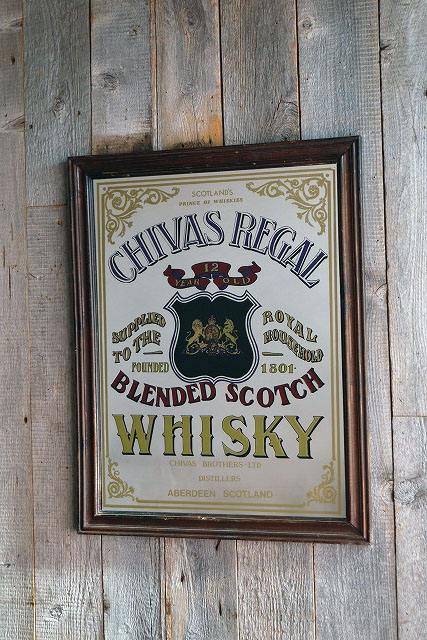 SCOTLAND'S
PRINCE OF WHISKIES
CHIVAS REGAL
12
YEAR OLD
SUPPLIED
TO THE
ROYAL
HOUSEHOLD
FOUNDED 1801
BLENDED SCOTCH
WHISKY
CHIVAS BROTHERS LTD
DISTILLERS
ABERDEEN SCOTLAND